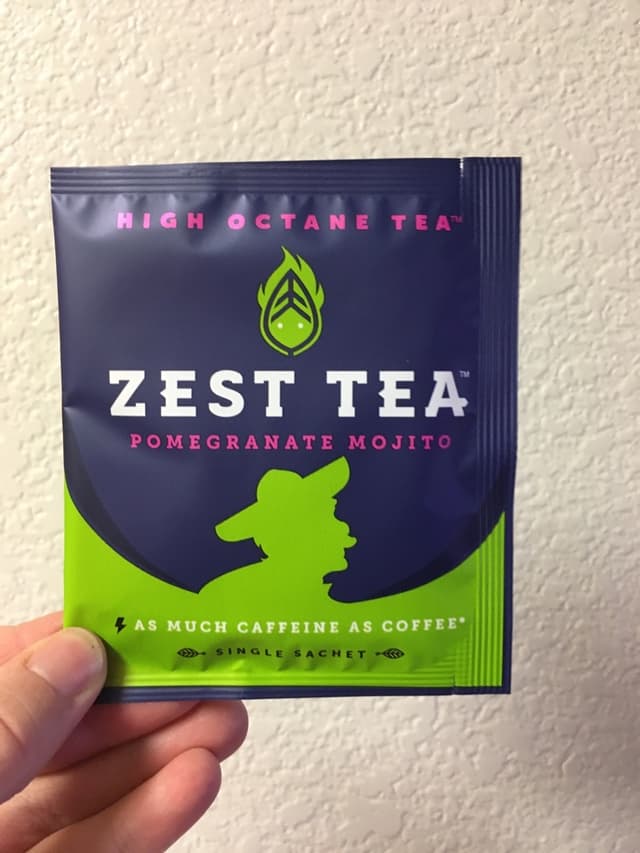 HIGH OCTANE TEA™
ZEST TEA™
POMEGRANATE MOJITO
AS MUCH CAFFEINE AS COFFEE*
SINGLE SACHET